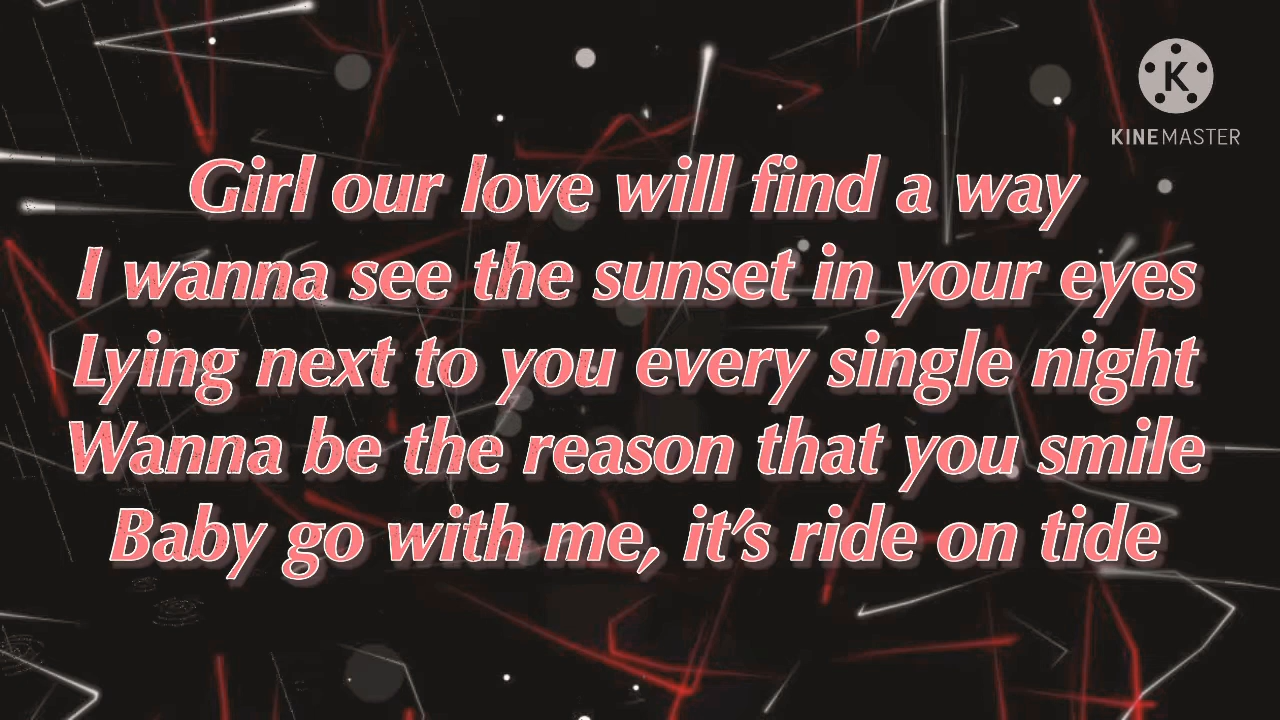 KINEMASTER
Girl our love will find a way
I wanna see the sunset in your eyes
Lying next to you every single night
Wanna be the reason that you smile
Baby go with me, it's ride on tide